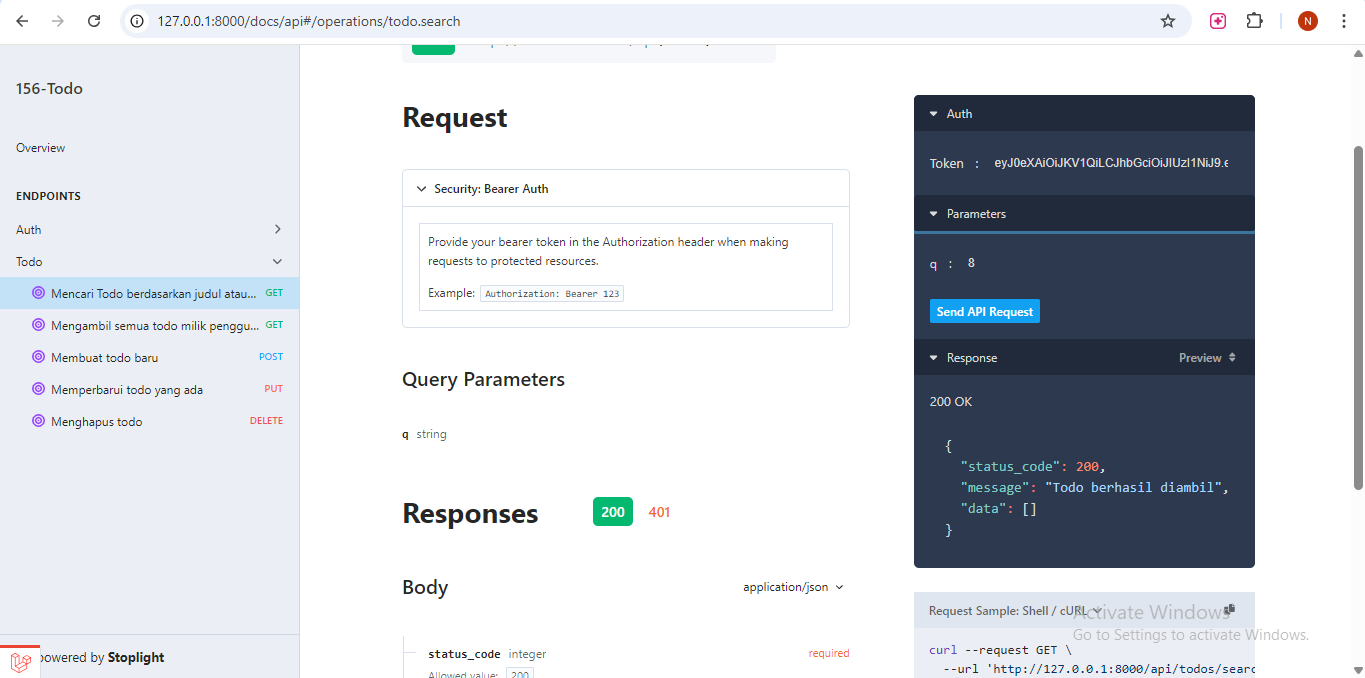 127.0.0.1:8000/docs/api#/operations/todo.search
N
156-Todo
Overview
ENDPOINTS
Auth
Todo
Mencari Todo berdasarkan judul atau... GET
Mengambil semua todo milik penggu... GET
Membuat todo baru POST
Memperbarui todo yang ada PUT
Menghapus todo DELETE
powered by Stoplight
Request
Security: Bearer Auth
Provide your bearer token in the Authorization header when making
requests to protected resources.
Example: Authorization: Bearer 123
Query Parameters
q string
Responses 200 401
Body application/json
status_code integer required
Allowed value: 200
Auth
Token : eyJ0eXAiOiJKV1QiLCJhbGciOiJIUzI1NiJ9.e
Parameters
q : 8
Send API Request
Response Preview
200 OK
{
"status_code": 200,
"message": "Todo berhasil diambil",
"data": []
}
Request Sample: Shell / cURL
curl --request GET \
--url 'http://127.0.0.1:8000/api/todos/searc
Activate Windows
Go to Settings to activate Windows.